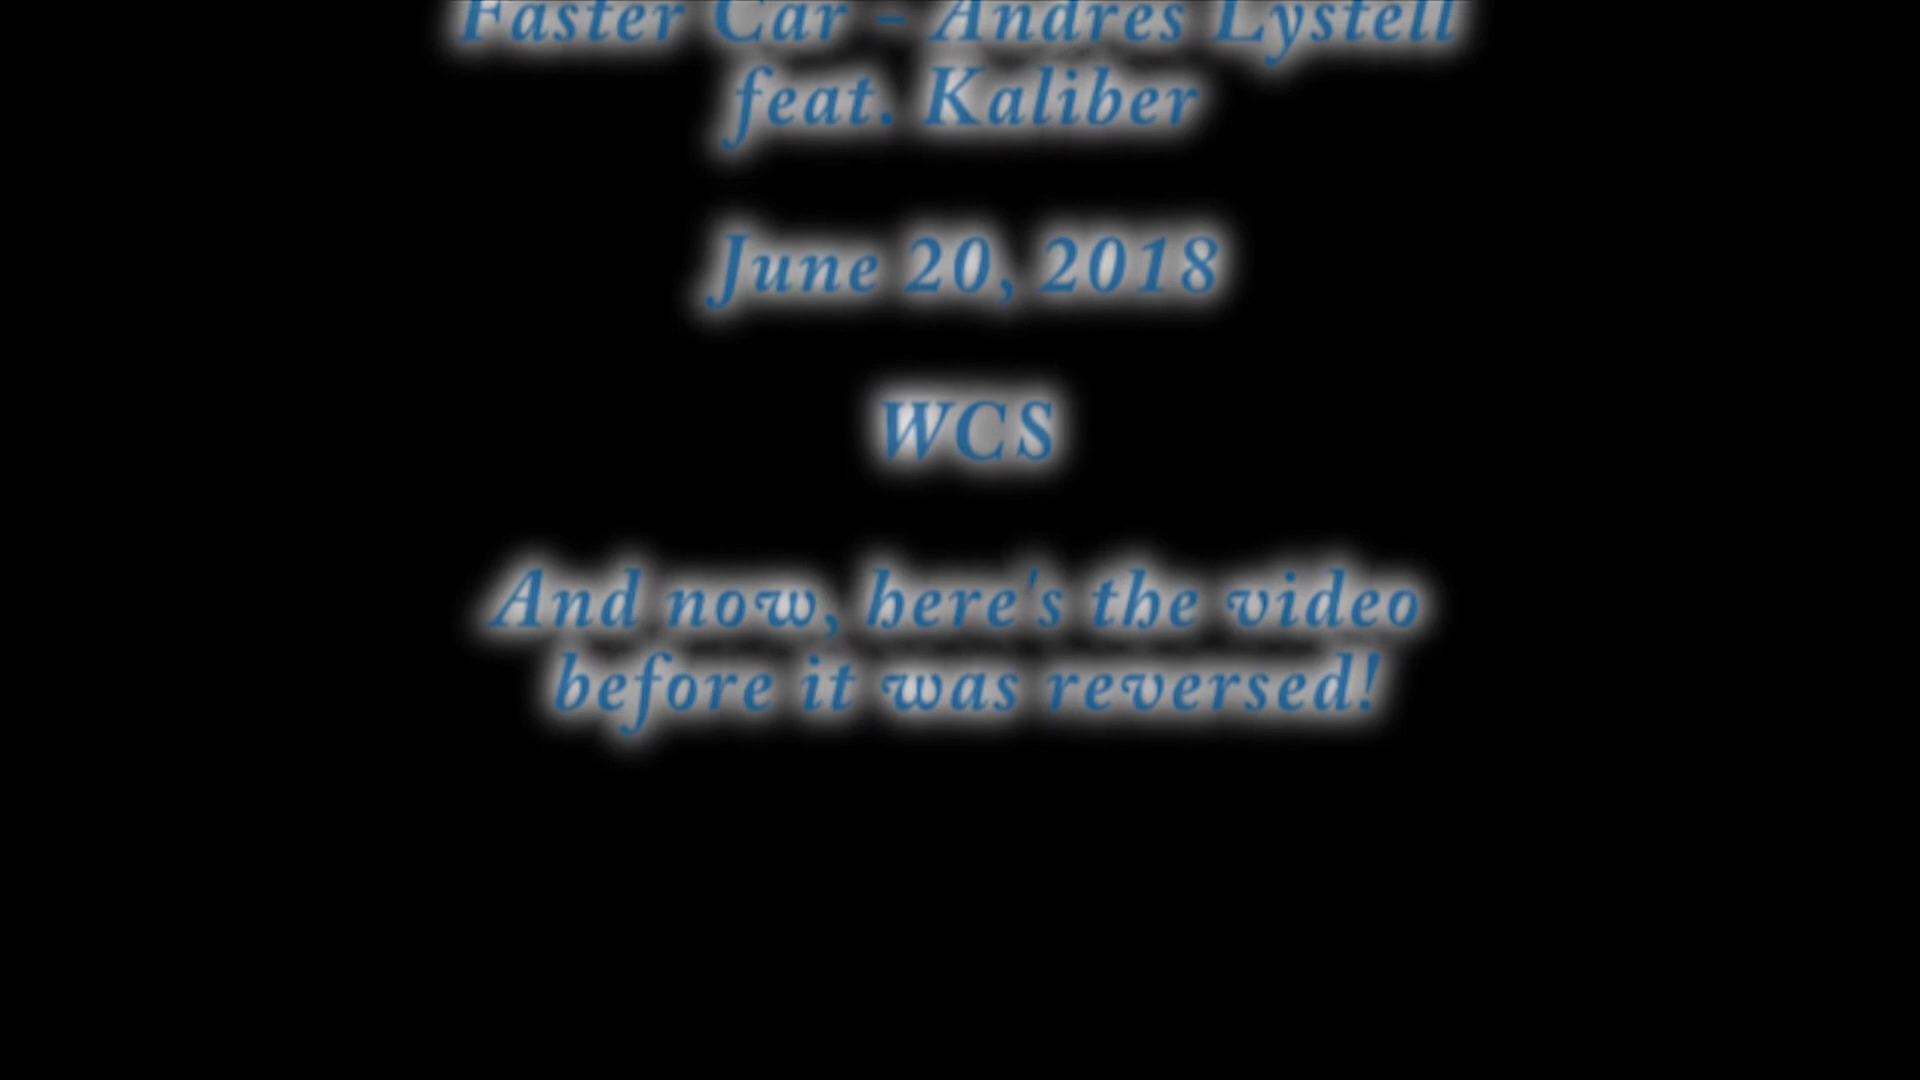 Faster Car - Andres Lystell
feat. Kaliber
June 20, 2018
WCS
And now, here's the video
before it was reversed!